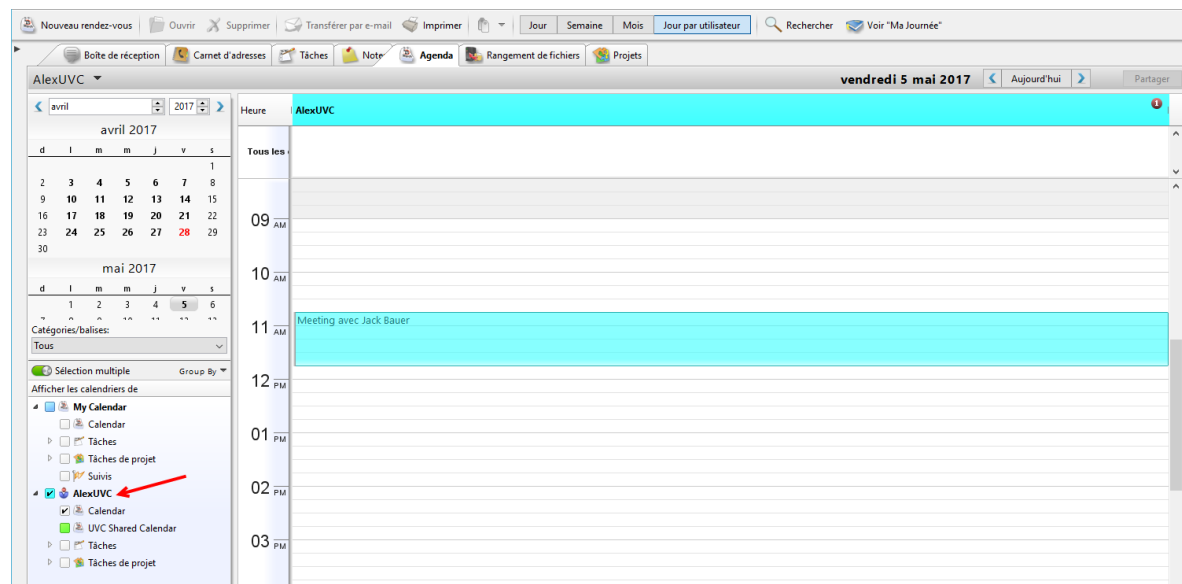 Nouveau rendez-vous Ouvrir Supprimer Transférer par e-mail Imprimer Jour Semaine Mois Jour par utilisateur Rechercher Voir "Ma Journée"
Boîte de réception Carnet d'adresses Tâches Note Agenda Rangement de fichiers Projets
AlexUVC vendredi 5 mai 2017 Aujourd'hui Partager
avril 2017
avril 2017
d l m m j v s
1
2 3 4 5 6 7 8
9 10 11 12 13 14 15
16 17 18 19 20 21 22
23 24 25 26 27 28 29
30
mai 2017
d l m m j v s
1 2 3 4 5 6
Catégories/balises:
Tous
Sélection multiple Group By
Afficher les calendriers de
My Calendar
Calendar
Tâches
Tâches de projet
Suivis
AlexUVC
Calendar
UVC Shared Calendar
Tâches
Tâches de projet
Heure AlexUVC 1
Tous les
09 AM
10 AM
Meeting avec Jack Bauer
11 AM
12 PM
01 PM
02 PM
03 PM